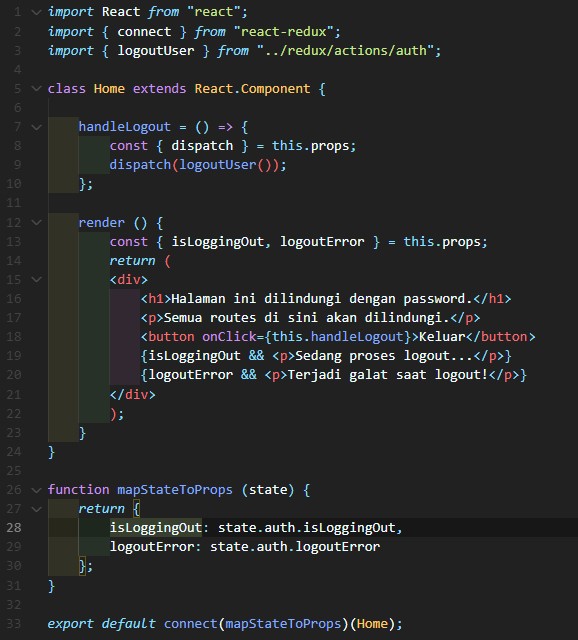 1 import React from "react";
2 import { connect } from "react-redux";
3 import { logoutUser } from "../redux/actions/auth";
4
5 class Home extends React.Component {
6
7     handleLogout = () => {
8         const { dispatch } = this.props;
9         dispatch(logoutUser());
10     };
11
12     render () {
13         const { isLoggingOut, logoutError } = this.props;
14         return (
15         <div>
16             <h1>Halaman ini dilindungi dengan password.</h1>
17             <p>Semua routes di sini akan dilindungi.</p>
18             <button onClick={this.handleLogout}>Keluar</button>
19             {isLoggingOut && <p>Sedang proses logout...</p>}
20             {logoutError && <p>Terjadi galat saat logout!</p>}
21         </div>
22         );
23     }
24 }
25
26 function mapStateToProps (state) {
27     return {
28         isLoggingOut: state.auth.isLoggingOut,
29         logoutError: state.auth.logoutError
30     };
31 }
32
33 export default connect(mapStateToProps)(Home);